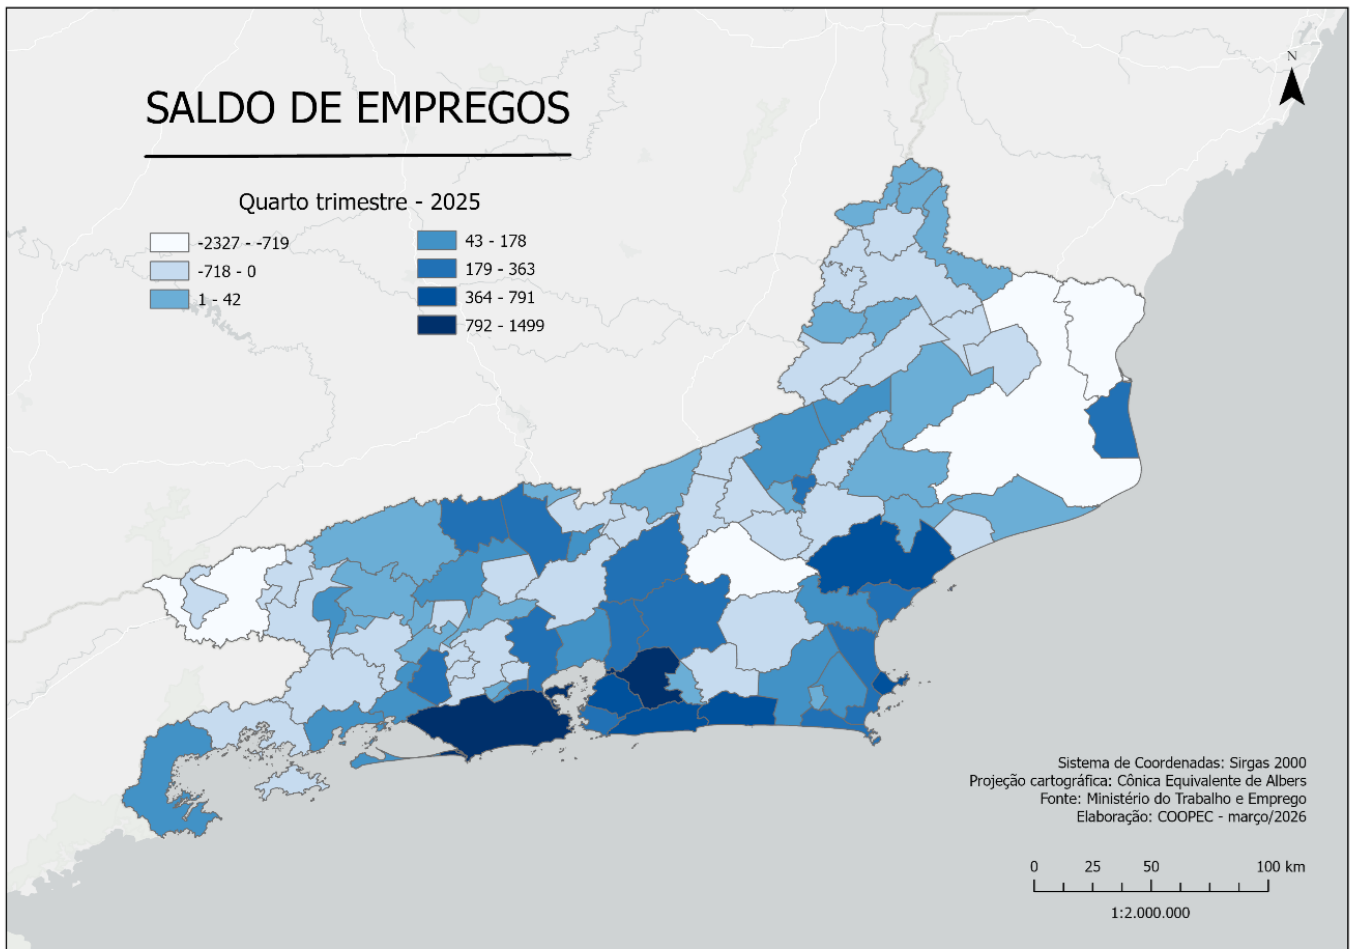 N
SALDO DE EMPREGOS
Quarto trimestre - 2025
-2327 - -719
-718 - 0
1 - 42
43 - 178
179 - 363
364 - 791
792 - 1499
Sistema de Coordenadas: Sirgas 2000
Projeção cartográfica: Cônica Equivalente de Albers
Fonte: Ministério do Trabalho e Emprego
Elaboração: COOPEC - março/2026
0 25 50 100 km
1:2.000.000